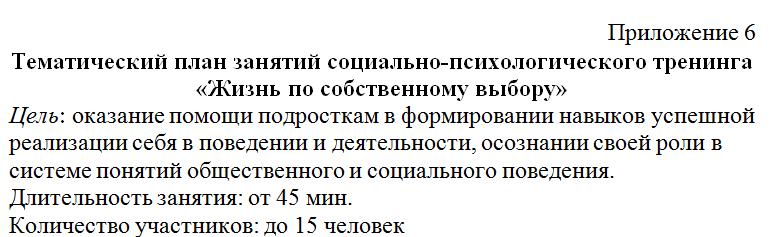 Приложение 6
Тематический план занятий социально-психологического тренинга
«Жизнь по собственному выбору»
Цель: оказание помощи подросткам в формировании навыков успешной
реализации себя в поведении и деятельности, осознании своей роли в
системе понятий общественного и социального поведения.
Длительность занятия: от 45 мин.
Количество участников: до 15 человек